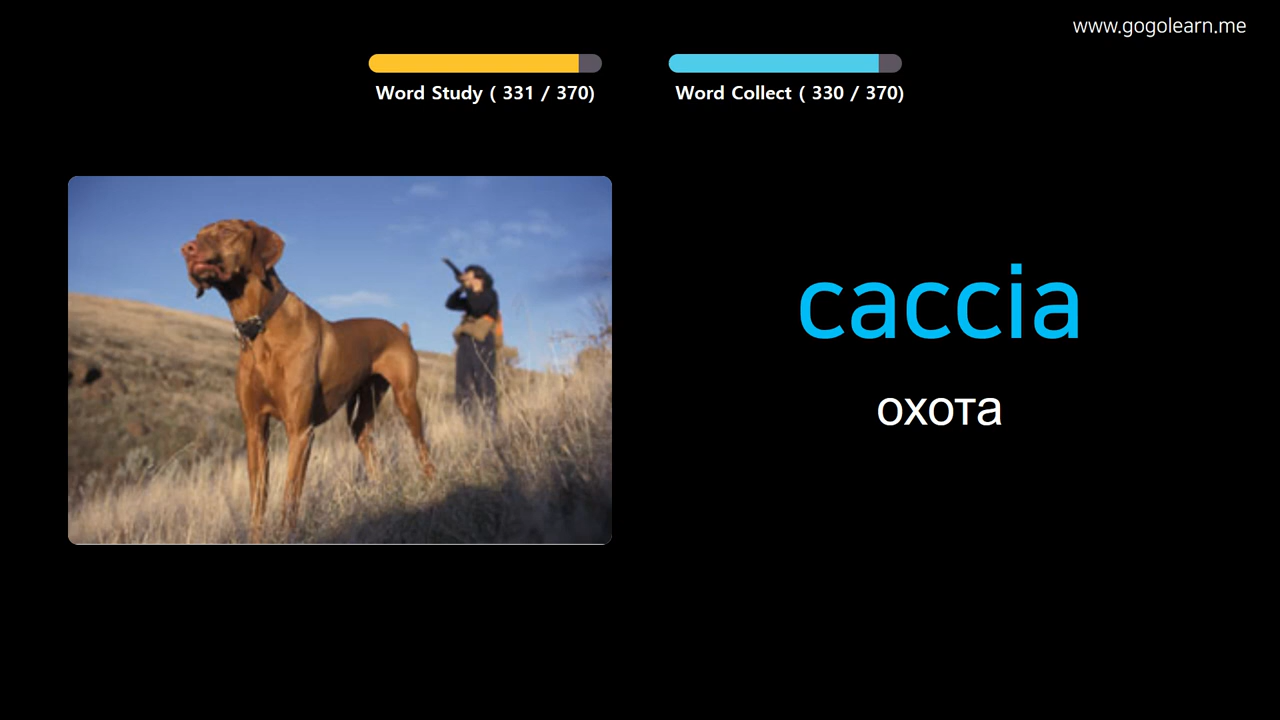 www.gogolearn.me
Word Study ( 331 / 370)
Word Collect ( 330 / 370)
caccia
охота